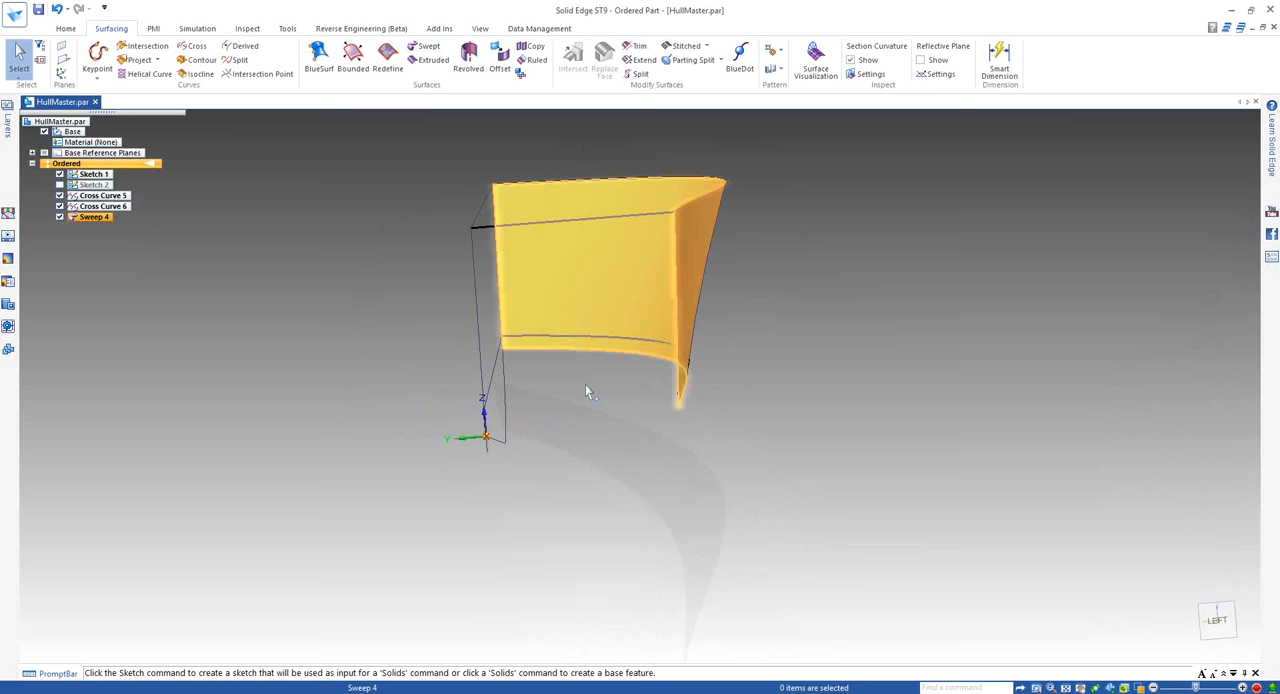 Solid Edge ST9 - Ordered Part - [HullMaster.par]
Home Surfacing PMI Simulation Inspect Tools Reverse Engineering (Beta) Add Ins View Data Management
Select
Select
Planes
Keypoint
Intersection Cross Derived
Project Contour Split
Helical Curve Isocline Intersection Point
Curves
BlueSurf Bounded Redefine
Swept
Extruded
Revolved Offset
Copy
Ruled
Surfaces
Intersect
Replace
Face
Trim
Extend
Split
Stitched
Parting Split
BlueDot
Modify Surfaces
Pattern
Surface
Visualization
Section Curvature
Show
Settings
Reflective Plane
Show
Settings
Inspect
Smart
Dimension
Dimension
HullMaster.par
Layers
Learn Solid Edge
HullMaster.par
Base
Material (None)
Base Reference Planes
Ordered
Sketch 1
Sketch 2
Cross Curve 5
Cross Curve 6
Sweep 4
Z
Y
LEFT
You Tube
PromptBar Click the Sketch command to create a sketch that will be used as input for a 'Solids' command or click a 'Solids' command to create a base feature.
Sweep 4 0 items are selected Find a command